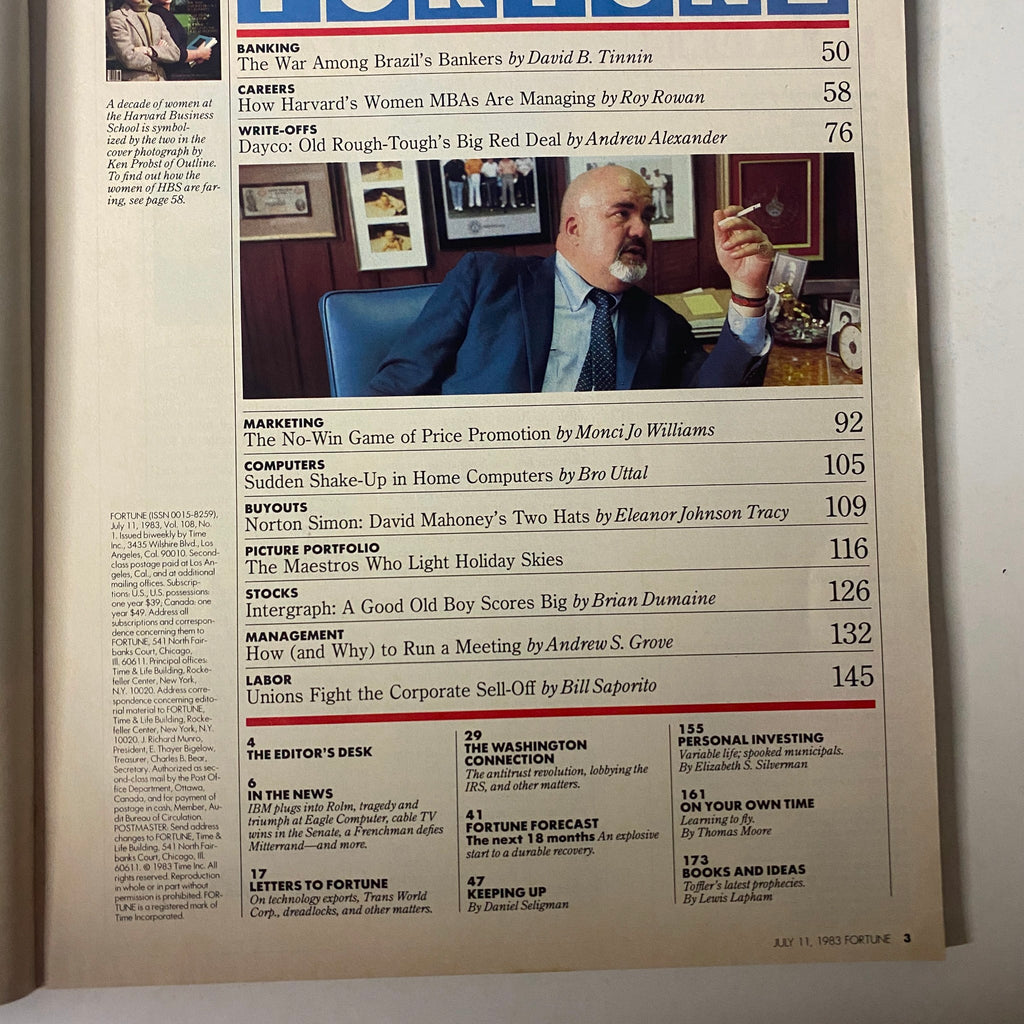 FORTUNE
BANKING
The War Among Brazil's Bankers by David B. Tinnin 50
CAREERS
How Harvard's Women MBAs Are Managing by Roy Rowan 58
WRITE-OFFS
Dayco: Old Rough-Tough's Big Red Deal by Andrew Alexander 76
A decade of women at
the Harvard Business
School is symbol-
ized by the two in the
cover photograph by
Ken Probst of Outline.
To find out how the
women of HBS are far-
ing, see page 58.
MARKETING
The No-Win Game of Price Promotion by Monci Jo Williams 92
COMPUTERS
Sudden Shake-Up in Home Computers by Bro Uttal 105
BUYOUTS
Norton Simon: David Mahoney's Two Hats by Eleanor Johnson Tracy 109
PICTURE PORTFOLIO
The Maestros Who Light Holiday Skies 116
STOCKS
Intergraph: A Good Old Boy Scores Big by Brian Dumaine 126
MANAGEMENT
How (and Why) to Run a Meeting by Andrew S. Grove 132
LABOR
Unions Fight the Corporate Sell-Off by Bill Saporito 145
FORTUNE (ISSN 0015-8259),
July 11, 1983, Vol. 108, No.
1. Issued biweekly by Time
Inc., 3435 Wilshire Blvd., Los
Angeles, Cal. 90010. Second-
class postage paid at Los An-
geles, Cal., and at additional
mailing offices. Subscrip-
tions: U.S., U.S. possessions:
one year $39; Canada: one
year $49. Address all
subscriptions and correspon-
dence concerning them to
FORTUNE, 541 North Fair-
banks Court, Chicago,
Ill. 60611. Principal offices:
Time & Life Building, Rocke-
feller Center, New York,
N.Y. 10020. Address corre-
spondence concerning edito-
rial material to FORTUNE,
Time & Life Building, Rocke-
feller Center, New York, N.Y.
10020. J. Richard Munro,
President, E. Thayer Bigelow,
Treasurer, Charles B. Bear,
Secretary. Authorized as sec-
ond-class mail by the Post Of-
fice Department, Ottawa,
Canada, and for payment of
postage in cash. Member, Au-
dit Bureau of Circulation.
POSTMASTER: Send address
changes to FORTUNE, Time &
Life Building, 541 North Fair-
banks Court, Chicago, Ill.
60611. © 1983 Time Inc. All
rights reserved. Reproduction
in whole or in part without
permission is prohibited. FOR-
TUNE is a registered mark of
Time Incorporated.
4
THE EDITOR'S DESK
6
IN THE NEWS
IBM plugs into Rolm, tragedy and
triumph at Eagle Computer, cable TV
wins in the Senate, a Frenchman defies
Mitterrand—and more.
17
LETTERS TO FORTUNE
On technology exports, Trans World
Corp., dreadlocks, and other matters.
29
THE WASHINGTON
CONNECTION
The antitrust revolution, lobbying the
IRS, and other matters.
41
FORTUNE FORECAST
The next 18 months An explosive
start to a durable recovery.
47
KEEPING UP
By Daniel Seligman
155
PERSONAL INVESTING
Variable life; spooked municipals.
By Elizabeth S. Silverman
161
ON YOUR OWN TIME
Learning to fly.
By Thomas Moore
173
BOOKS AND IDEAS
Toffler's latest prophecies.
By Lewis Lapham
JULY 11, 1983 FORTUNE 3